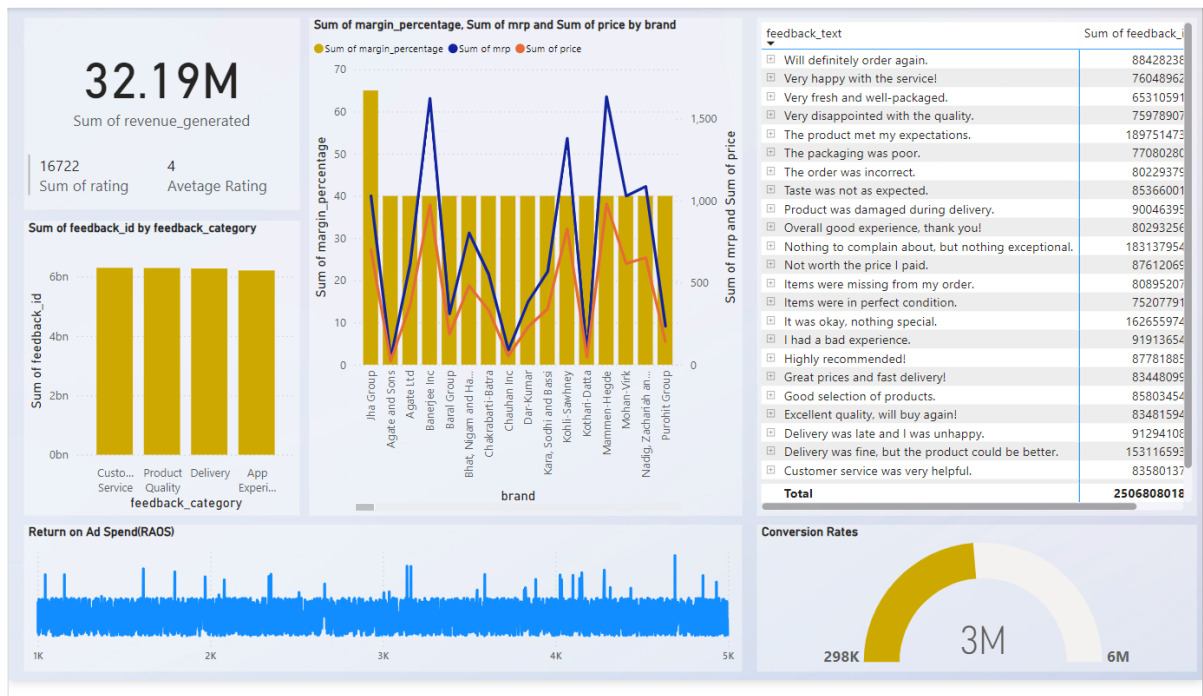 32.19M
Sum of revenue_generated
16722
Sum of rating
4
Avetage Rating
Sum of feedback_id by feedback_category
Sum of feedback_id
6bn
4bn
2bn
0bn
Custo...
Service
Product
Quality
Delivery
App
Experi...
feedback_category
Sum of margin_percentage, Sum of mrp and Sum of price by brand
Sum of margin_percentage Sum of mrp Sum of price
Sum of margin_percentage
70
60
50
40
30
20
10
0
1,500
1,000
500
0
Sum of mrp and Sum of price
Jha Group
Agate and Sons
Agate Ltd
Banerjee Inc
Baral Group
Bhat, Nigam and Ha...
Chakrabarti-Batra
Chauhan Inc
Dar-Kumar
Kara, Sodhi and Bassi
Kohli-Sawhney
Kothari-Datta
Mammen-Hegde
Mohan-Virk
Nadig, Zachariah an...
Purohit Group
brand
feedback_text Sum of feedback_i
Will definitely order again. 88428238
Very happy with the service! 76048962
Very fresh and well-packaged. 65310591
Very disappointed with the quality. 75978907
The product met my expectations. 189751473
The packaging was poor. 77080280
The order was incorrect. 80229379
Taste was not as expected. 85366001
Product was damaged during delivery. 90046395
Overall good experience, thank you! 80293256
Nothing to complain about, but nothing exceptional. 183137954
Not worth the price I paid. 87612069
Items were missing from my order. 80895207
Items were in perfect condition. 75207791
It was okay, nothing special. 162655974
I had a bad experience. 91913654
Highly recommended! 87781885
Great prices and fast delivery! 83448099
Good selection of products. 85803454
Excellent quality, will buy again! 83481594
Delivery was late and I was unhappy. 91294108
Delivery was fine, but the product could be better. 153116593
Customer service was very helpful. 83580137
Total 2506808018
Return on Ad Spend(RAOS)
1K 2K 3K 4K 5K
Conversion Rates
298K
3M
6M